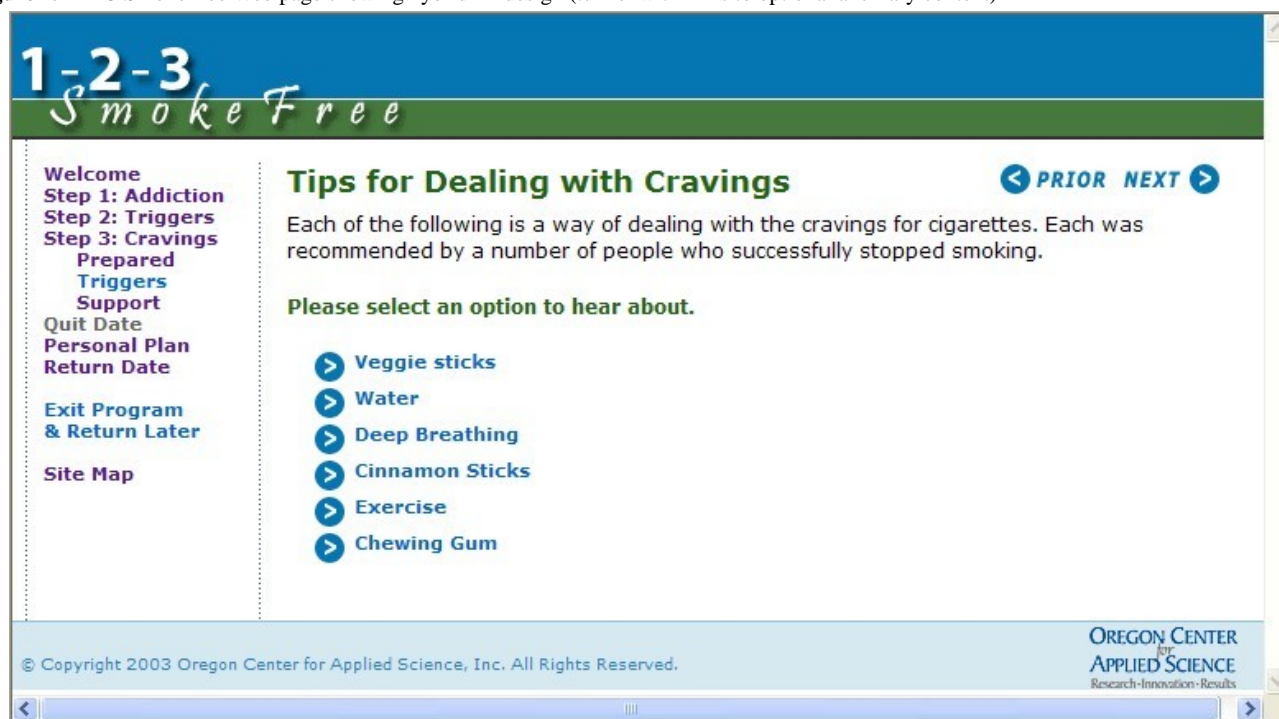 1-2-3
Smoke Free
Welcome
Step 1: Addiction
Step 2: Triggers
Step 3: Cravings
Prepared
Triggers
Support
Quit Date
Personal Plan
Return Date
Exit Program
& Return Later
Site Map
Tips for Dealing with Cravings
PRIOR NEXT
Each of the following is a way of dealing with the cravings for cigarettes. Each was
recommended by a number of people who successfully stopped smoking.
Please select an option to hear about.
Veggie sticks
Water
Deep Breathing
Cinnamon Sticks
Exercise
Chewing Gum
© Copyright 2003 Oregon Center for Applied Science, Inc. All Rights Reserved.
OREGON CENTER
for
APPLIED SCIENCE
Research-Innovation-Results